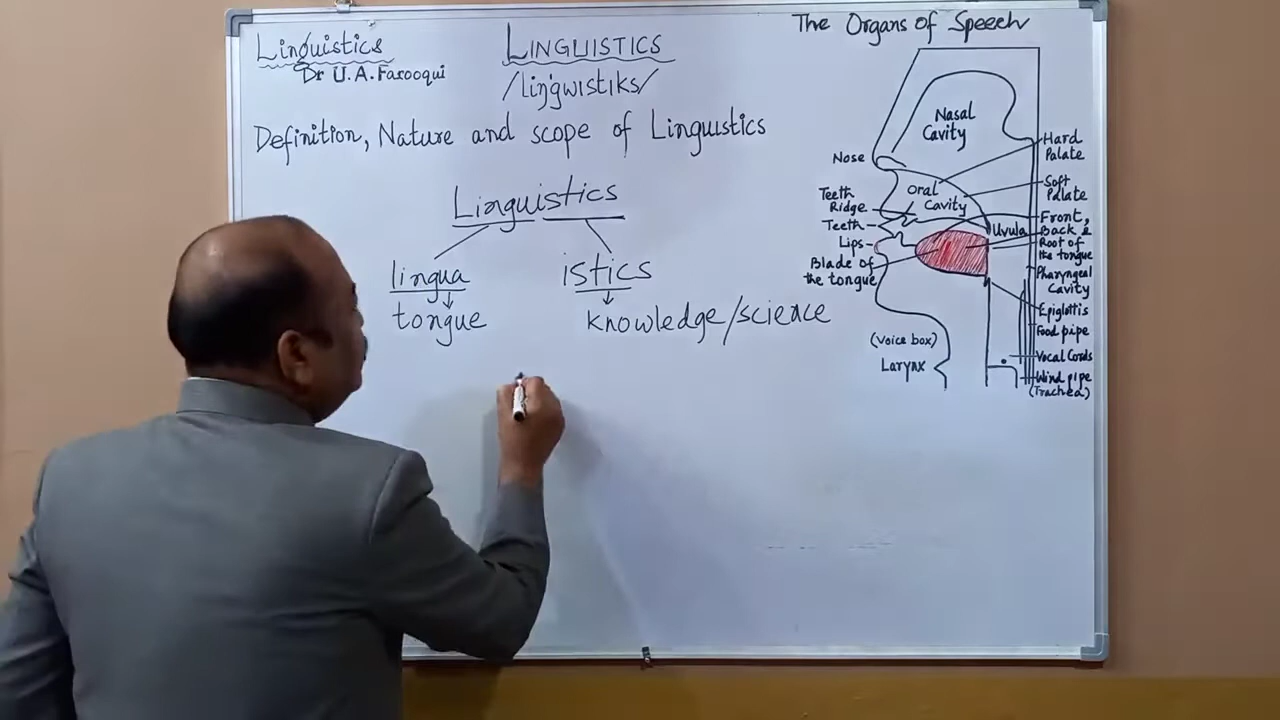 Linguistics
Dr U.A.Farooqui
LINGUISTICS
/liŋgwistiks/
Definition, Nature and scope of Linguistics
Linguistics
lingua
istics
tongue
knowledge/science
The Organs of Speech
Nasal
Cavity
Nose
Hard
Palate
Oral
Cavity
Soft
Palate
Teeth
Ridge
Teeth
Lips
Blade of
the tongue
Uvula
Front,
Back &
Root of
the tongue
Pharyngeal
Cavity
Epiglottis
Food pipe
(Voice box)
Larynx
Vocal Cords
Wind pipe
(Trachea)